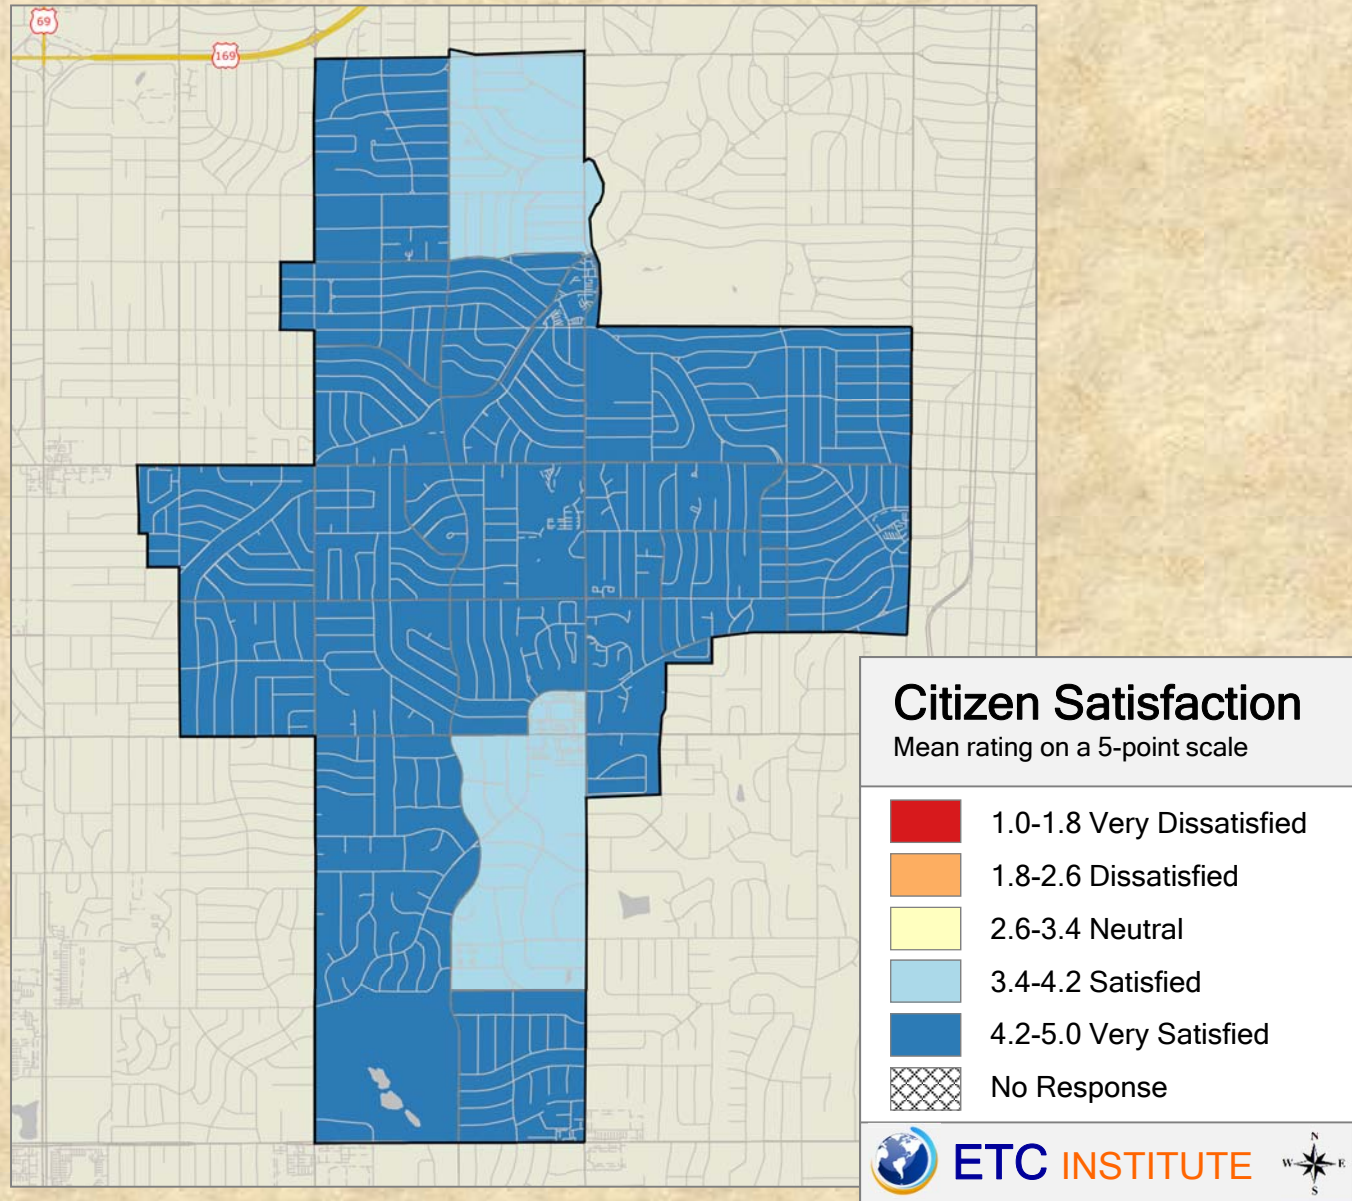 69
169
Citizen Satisfaction
Mean rating on a 5-point scale
1.0-1.8 Very Dissatisfied
1.8-2.6 Dissatisfied
2.6-3.4 Neutral
3.4-4.2 Satisfied
4.2-5.0 Very Satisfied
No Response
ETC INSTITUTE
N
W E
S